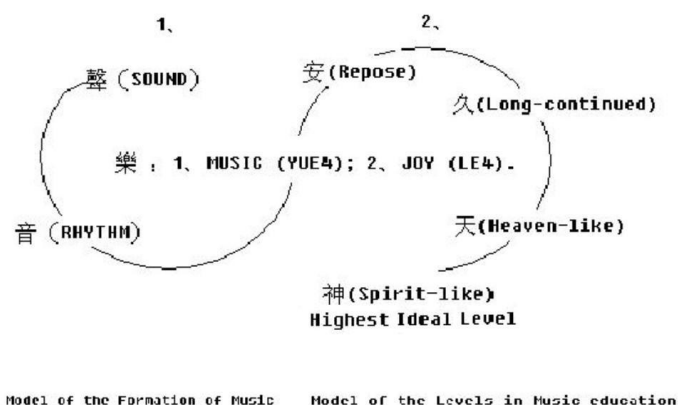 1、
2、
聲 (SOUND)
安(Repose)
久(Long-continued)
樂 : 1、 MUSIC (YUE4); 2、 JOY (LE4).
音 (RHYTHM)
天(Heaven-like)
神(Spirit-like)
Highest Ideal Level
Model of the Formation of Music
Model of the Levels in Music education